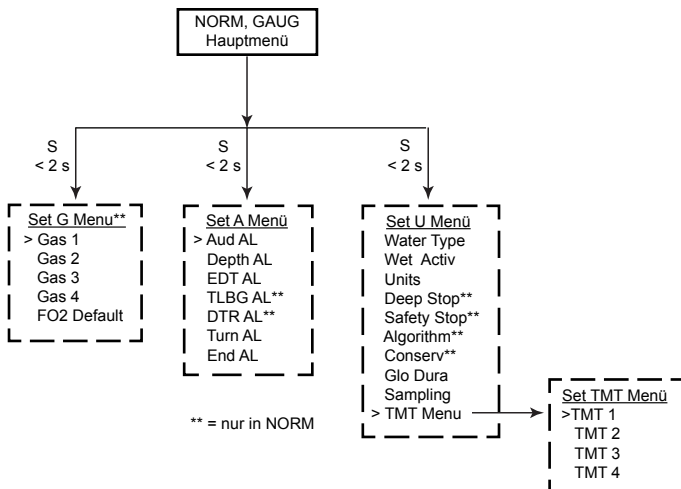 NORM, GAUG
Hauptmenü
S
< 2 s
S
< 2 s
S
< 2 s
Set G Menu**
> Gas 1
Gas 2
Gas 3
Gas 4
FO2 Default
Set A Menü
> Aud AL
Depth AL
EDT AL
TLBG AL**
DTR AL**
Turn AL
End AL
** = nur in NORM
Set U Menü
Water Type
Wet Activ
Units
Deep Stop**
Safety Stop**
Algorithm**
Conserv**
Glo Dura
Sampling
> TMT Menu
Set TMT Menü
>TMT 1
TMT 2
TMT 3
TMT 4